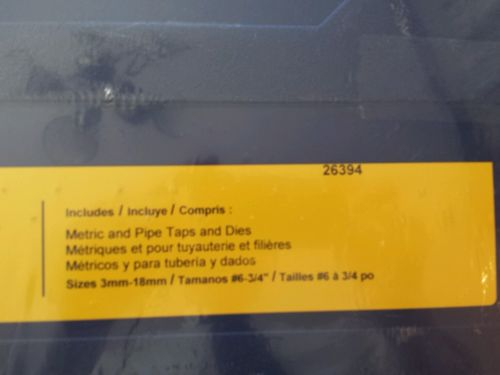 26394
Includes / Incluye / Compris :
Metric and Pipe Taps and Dies
Métriques et pour tuyauterie et filières
Métricos y para tubería y dados
Sizes 3mm-18mm / Tamanos #6-3/4" / Tailles #6 à 3/4 po